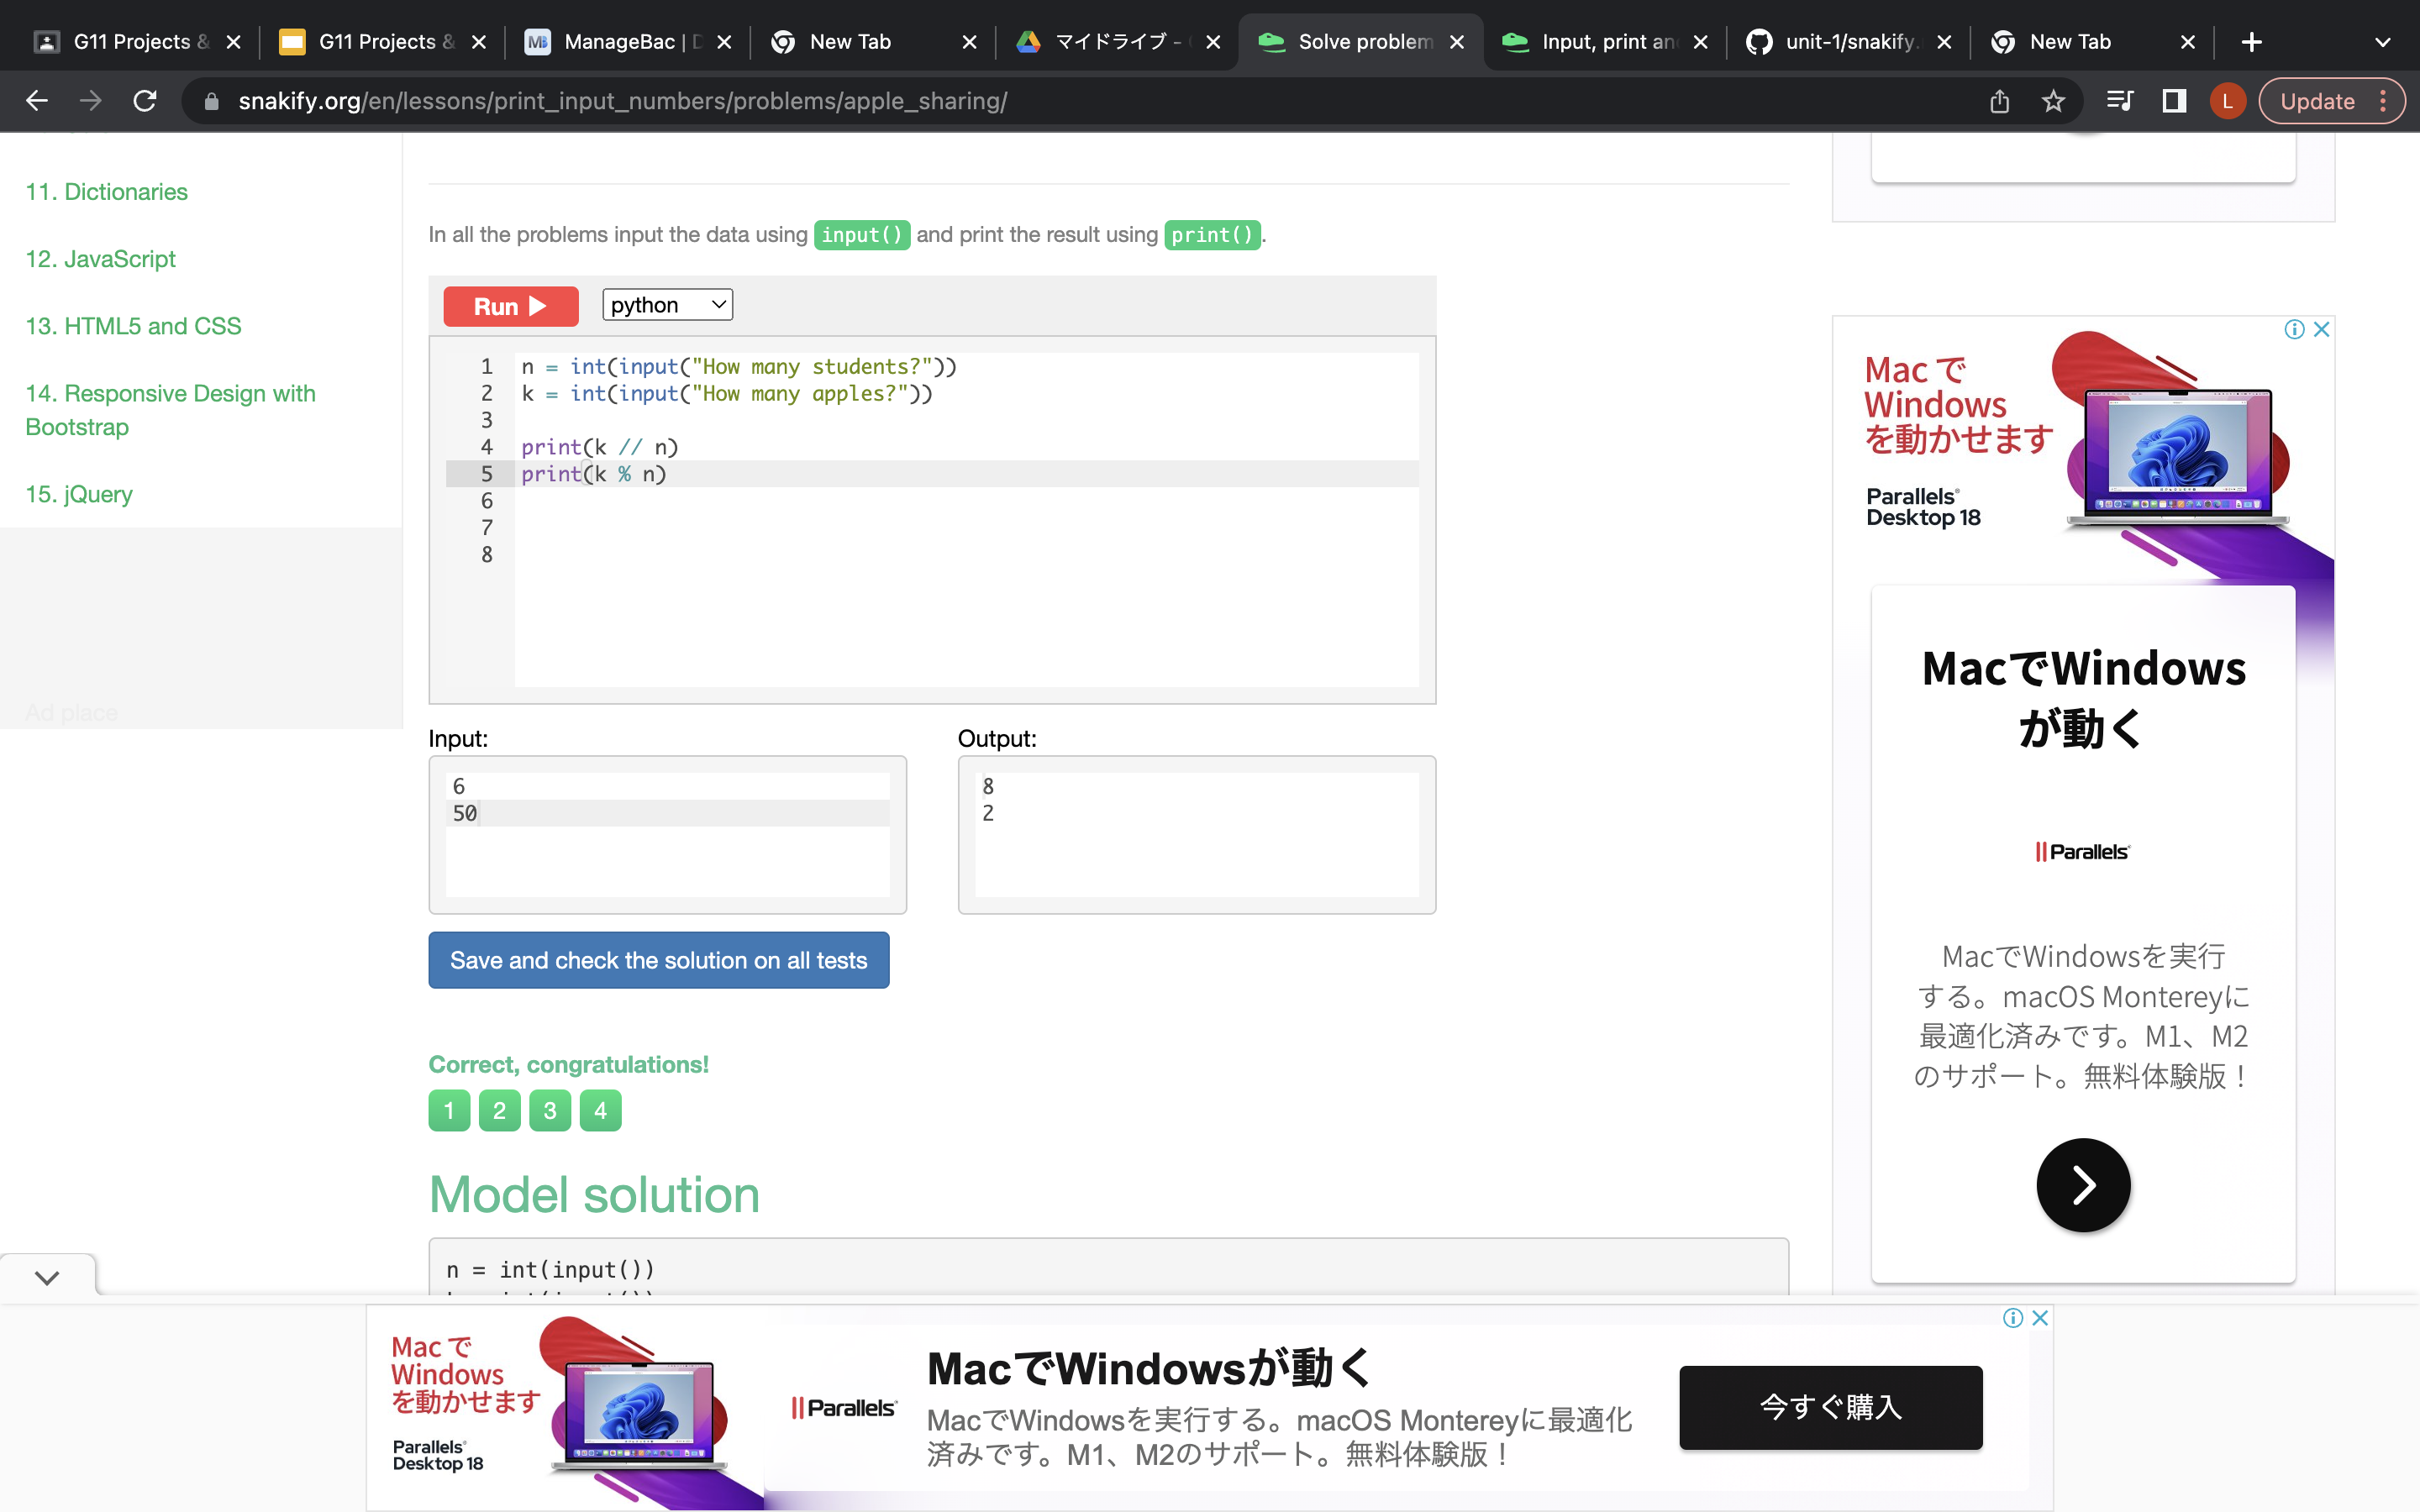 G11 Projects &
G11 Projects &
MB
ManageBac |
New Tab
マイドライブ -
Solve problem
Input, print an
unit-1/snakify.
New Tab
snakify.org/en/lessons/print_input_numbers/problems/apple_sharing/
L
Update
11. Dictionaries
12. JavaScript
13. HTML5 and CSS
14. Responsive Design with
Bootstrap
15. jQuery
Ad place
In all the problems input the data using input() and print the result using print().
Run
python
1 n = int(input("How many students?"))
2 k = int(input("How many apples?"))
3
4 print(k // n)
5 print(k % n)
6
7
8
Input:
6
50
Output:
8
2
Save and check the solution on all tests
Correct, congratulations!
1 2 3 4
Model solution
n = int(input())
Mac で
Windows
を動かせます
Parallels®
Desktop 18
MacでWindows
が動く
Parallels®
MacでWindowsを実行
する。macOS Montereyに
最適化済みです。M1、M2
のサポート。無料体験版！
Mac で
Windows
を動かせます
Parallels®
Desktop 18
Parallels®
MacでWindowsが動く
MacでWindowsを実行する。macOS Montereyに最適化
済みです。M1、M2のサポート。無料体験版！
今すぐ購入